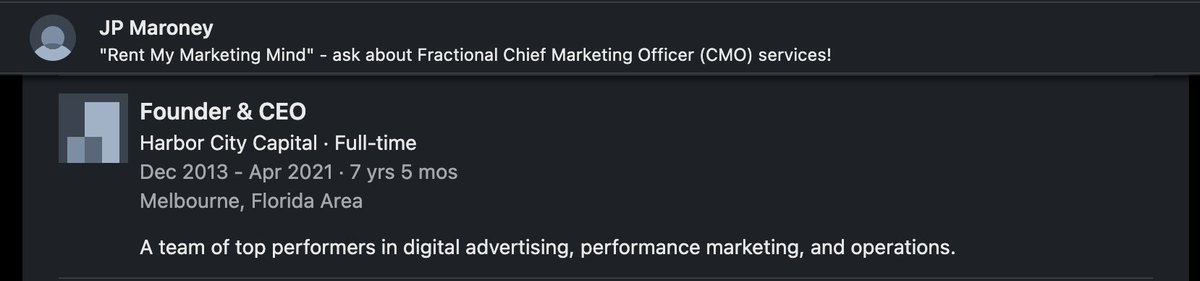 JP Maroney
"Rent My Marketing Mind" - ask about Fractional Chief Marketing Officer (CMO) services!
Founder & CEO
Harbor City Capital · Full-time
Dec 2013 - Apr 2021 · 7 yrs 5 mos
Melbourne, Florida Area
A team of top performers in digital advertising, performance marketing, and operations.